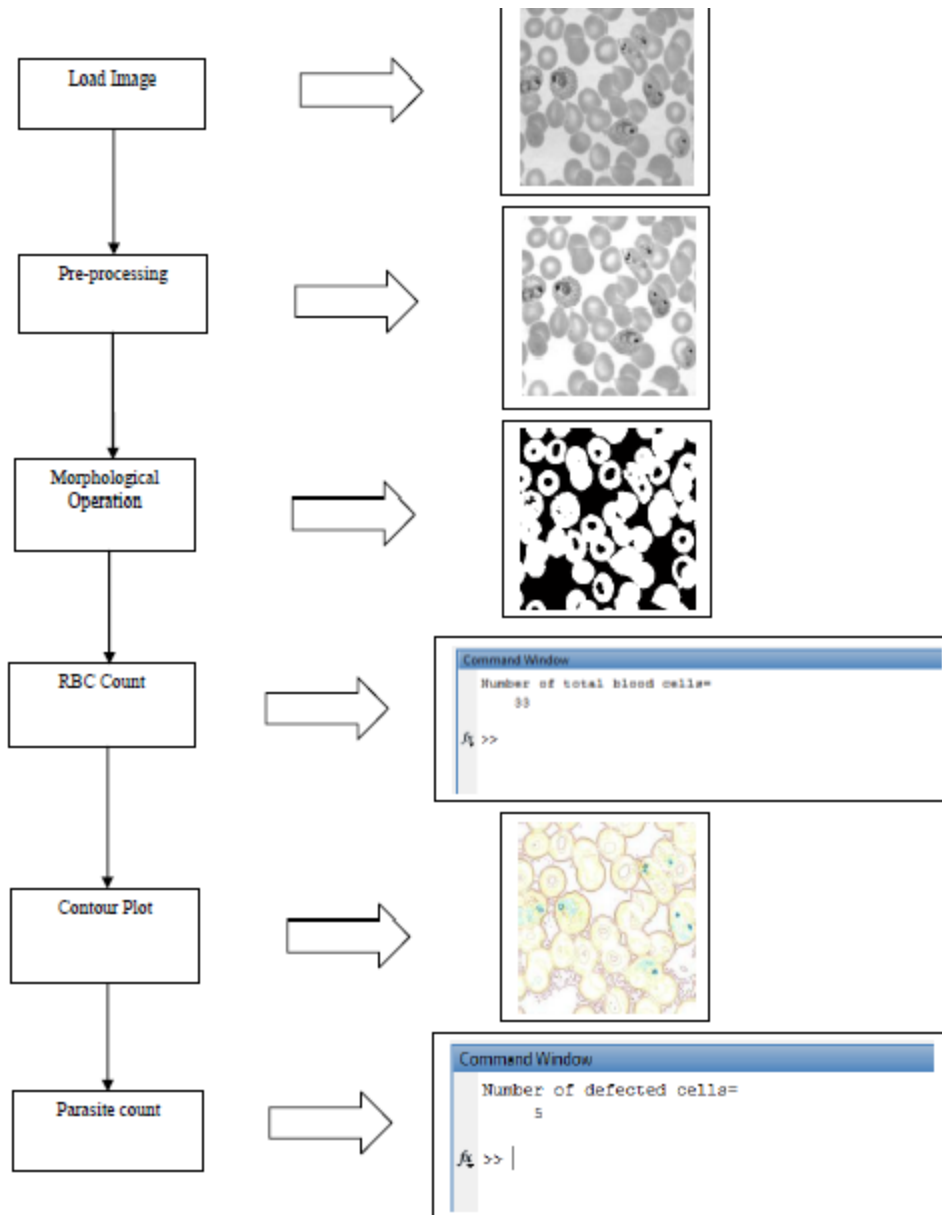 Load Image
Pre-processing
Morphological
Operation
RBC Count
Command Window
Number of total blood cells=
33
fx >>
Contour Plot
Parasite count
Command Window
Number of defected cells=
5
fx >>